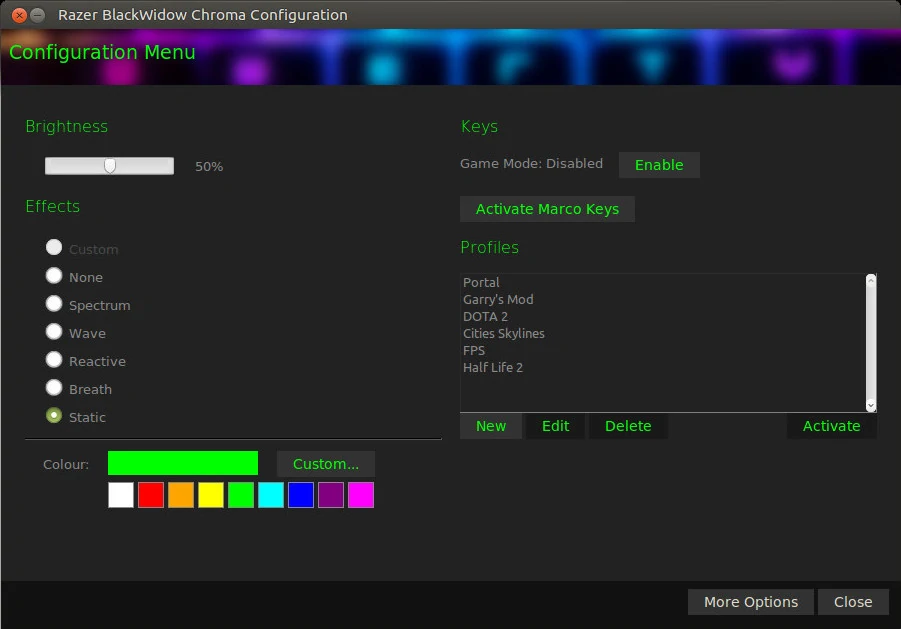 Razer BlackWidow Chroma Configuration
Configuration Menu
Brightness
50%
Effects
Custom
None
Spectrum
Wave
Reactive
Breath
Static
Colour:
Custom...
Keys
Game Mode: Disabled
Enable
Activate Marco Keys
Profiles
Portal
Garry's Mod
DOTA 2
Cities Skylines
FPS
Half Life 2
New Edit Delete Activate
More Options Close